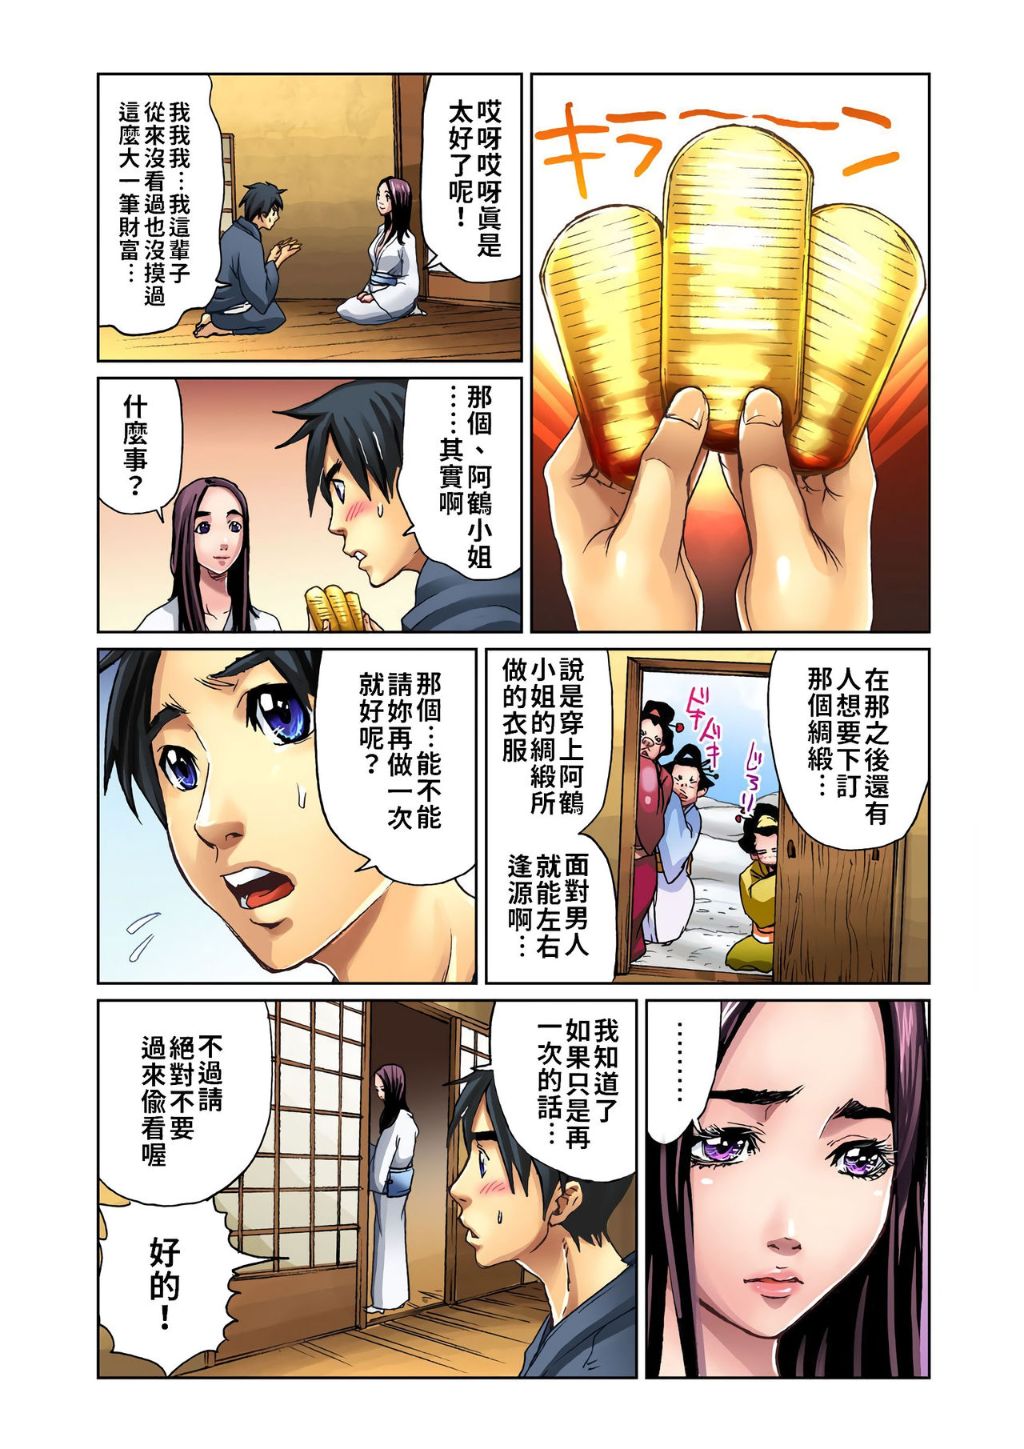 キラ〜〜ン
哎呀哎呀真是
太好了呢！
我我我…我這輩子
從來沒看過也沒摸過
這麼大一筆財富…
那個、阿鶴小姐
……其實啊
什麼事？
在那之後還有
人想要下訂
那個綢緞…
ドキドキ
じろり
說是穿上阿鶴
小姐的綢緞所
做的衣服
面對男人
就能左右
逢源啊…
那個…能不能
請妳再做一次
就好呢？
………
我知道了
如果只是再
一次的話…
不過請
絕對不要
過來偸看喔
好的！